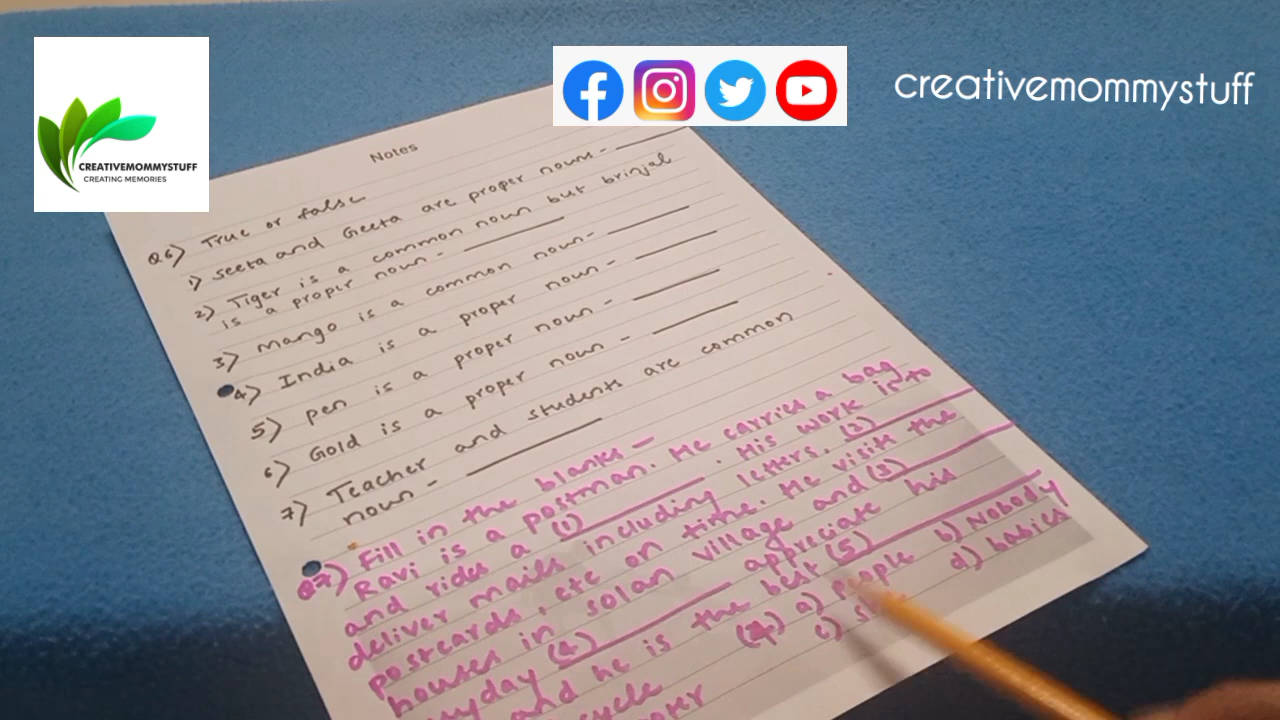 CREATIVEMOMMYSTUFF
CREATING MEMORIES
creativemommystuff
Notes
Q6) True or false
1) Seeta and Geeta are proper nouns -
2) Tiger is a common noun but brinjal
is a proper noun -
3) Mango is a common noun -
4) India is a proper noun -
5) pen is a proper noun -
6) Gold is a proper noun -
7) Teacher and students are common
noun -
Q7) Fill in the blanks -
Ravi is a postman. He carries a bag
and rides a (1) . His work is to
deliver mails including letters, (2)
postcards, etc on time. He visit the
houses in solan village and (3)
(4) appreciate his
and he is the best (5)
cycle (4) a) people b) Nobody
c) d) babies